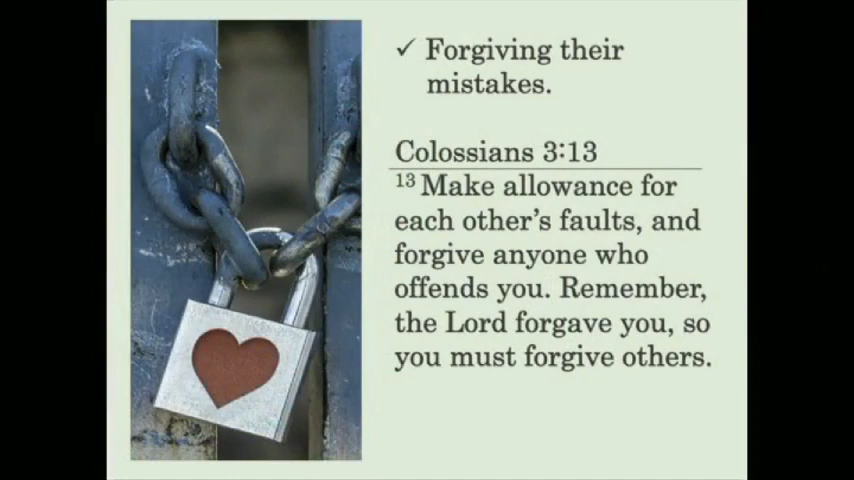 ✓ Forgiving their
mistakes.
Colossians 3:13
13 Make allowance for
each other's faults, and
forgive anyone who
offends you. Remember,
the Lord forgave you, so
you must forgive others.